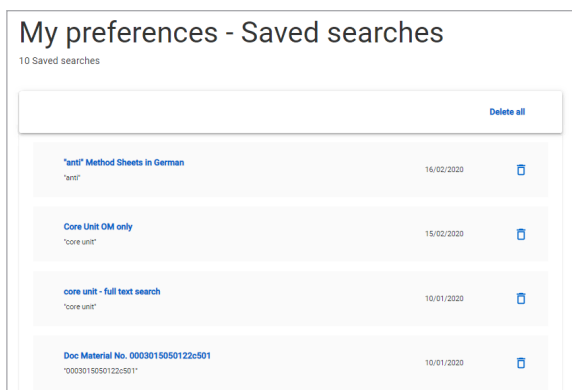 My preferences - Saved searches
10 Saved searches
Delete all
"anti" Method Sheets in German
"anti"
16/02/2020
Core Unit OM only
"core unit"
15/02/2020
core unit - full text search
"core unit"
10/01/2020
Doc Material No. 0003015050122c501
"0003015050122c501"
10/01/2020